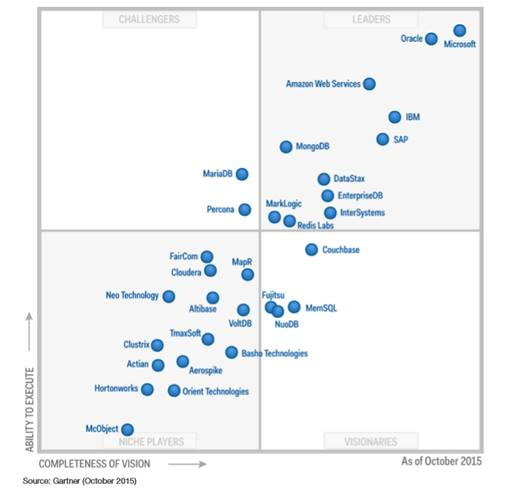 CHALLENGERS
LEADERS
Oracle
Microsoft
Amazon Web Services
IBM
SAP
MongoDB
MariaDB
DataStax
EnterpriseDB
Percona
MarkLogic
InterSystems
Redis Labs
Couchbase
FairCom
MapR
Cloudera
Neo Technology
Altibase
Fujitsu
MemSQL
VoltDB
NuoDB
TmaxSoft
Clustrix
Basho Technologies
Actian
Aerospike
Hortonworks
Orient Technologies
McObject
NICHE PLAYERS
VISIONARIES
ABILITY TO EXECUTE
COMPLETENESS OF VISION
As of October 2015
Source: Gartner (October 2015)